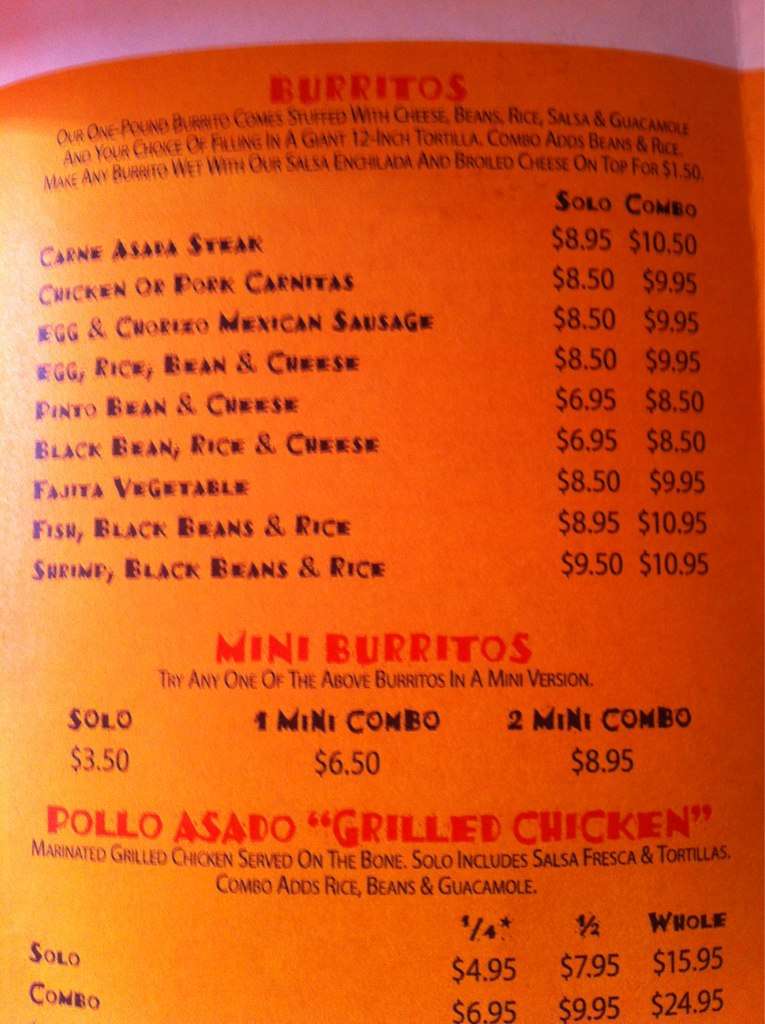 BURRITOS
OUR ONE-POUND BURRITO COMES STUFFED WITH CHEESE, BEANS, RICE, SALSA & GUACAMOLE
AND YOUR CHOICE OF FILLING IN A GIANT 12-INCH TORTILLA. COMBO ADDS BEANS & RICE.
MAKE ANY BURRITO WET WITH OUR SALSA ENCHILADA AND BROILED CHEESE ON TOP FOR $1.50.
SOLO COMBO
CARNE ASADA STEAK $8.95 $10.50
CHICKEN OR PORK CARNITAS $8.50 $9.95
EGG & CHORIZO MEXICAN SAUSAGE $8.50 $9.95
EGG, RICE, BEAN & CHEESE $8.50 $9.95
PINTO BEAN & CHEESE $6.95 $8.50
BLACK BEAN, RICE & CHEESE $6.95 $8.50
FAJITA VEGETABLE $8.50 $9.95
FISH, BLACK BEANS & RICE $8.95 $10.95
SHRIMP, BLACK BEANS & RICE $9.50 $10.95
MINI BURRITOS
TRY ANY ONE OF THE ABOVE BURRITOS IN A MINI VERSION.
SOLO 1 MINI COMBO 2 MINI COMBO
$3.50 $6.50 $8.95
POLLO ASADO "GRILLED CHICKEN"
MARINATED GRILLED CHICKEN SERVED ON THE BONE. SOLO INCLUDES SALSA FRESCA & TORTILLAS.
COMBO ADDS RICE, BEANS & GUACAMOLE.
1/4* ½ WHOLE
SOLO $4.95 $7.95 $15.95
COMBO $6.95 $9.95 $24.95